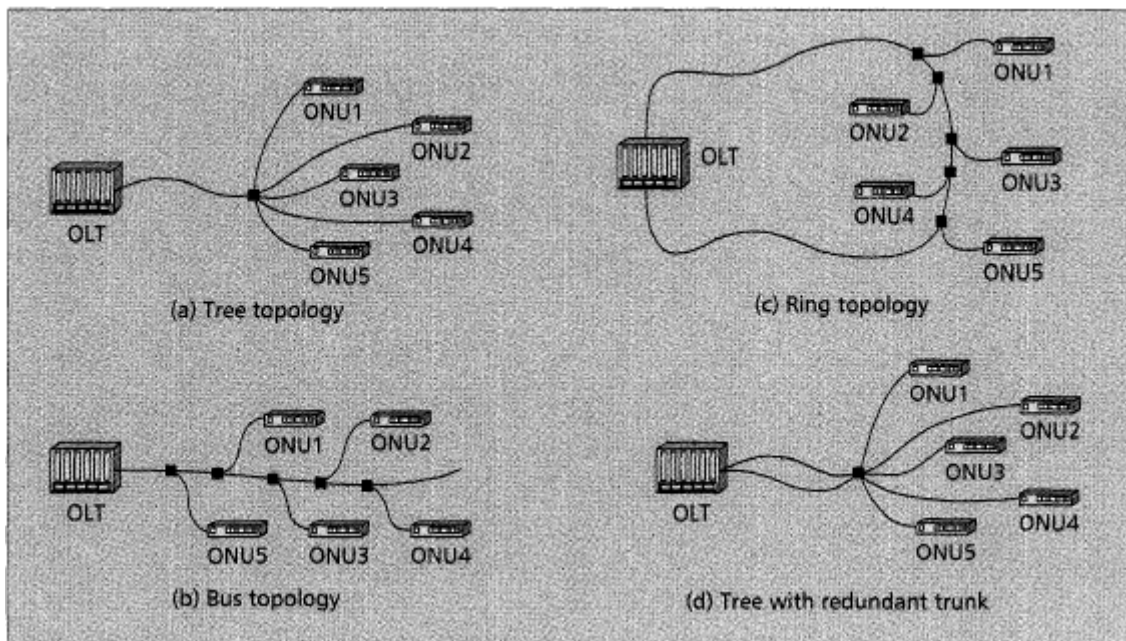 OLT
ONU1
ONU2
ONU3
ONU4
ONU5
(a) Tree topology
OLT
ONU1
ONU2
ONU3
ONU4
ONU5
(c) Ring topology
OLT
ONU1
ONU2
ONU5
ONU3
ONU4
(b) Bus topology
OLT
ONU1
ONU2
ONU3
ONU4
ONU5
(d) Tree with redundant trunk